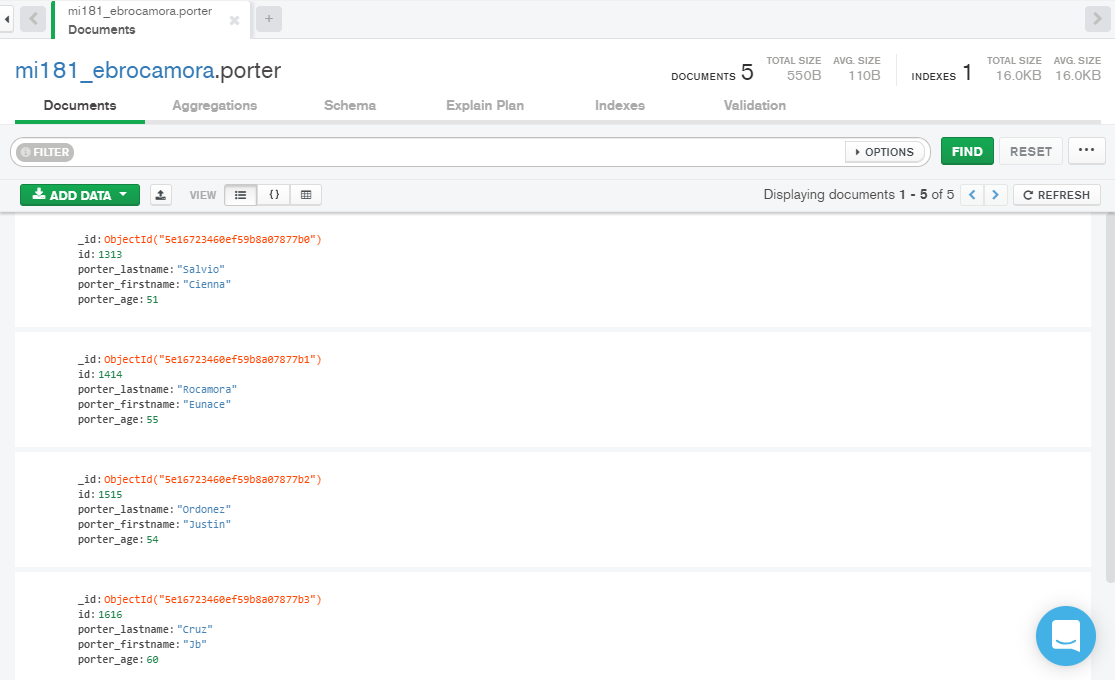 mi181_ebrocamora.porter
Documents
mi181_ebrocamora.porter
DOCUMENTS 5
TOTAL SIZE 550B
AVG. SIZE 110B
INDEXES 1
TOTAL SIZE 16.0KB
AVG. SIZE 16.0KB
Documents Aggregations Schema Explain Plan Indexes Validation
FILTER OPTIONS FIND RESET ...
ADD DATA VIEW {} Displaying documents 1 - 5 of 5 REFRESH
_id: ObjectId("5e16723460ef59b8a07877b0")
id: 1313
porter_lastname: "Salvio"
porter_firstname: "Cienna"
porter_age: 51
_id: ObjectId("5e16723460ef59b8a07877b1")
id: 1414
porter_lastname: "Rocamora"
porter_firstname: "Eunace"
porter_age: 55
_id: ObjectId("5e16723460ef59b8a07877b2")
id: 1515
porter_lastname: "Ordonez"
porter_firstname: "Justin"
porter_age: 54
_id: ObjectId("5e16723460ef59b8a07877b3")
id: 1616
porter_lastname: "Cruz"
porter_firstname: "Jb"
porter_age: 60